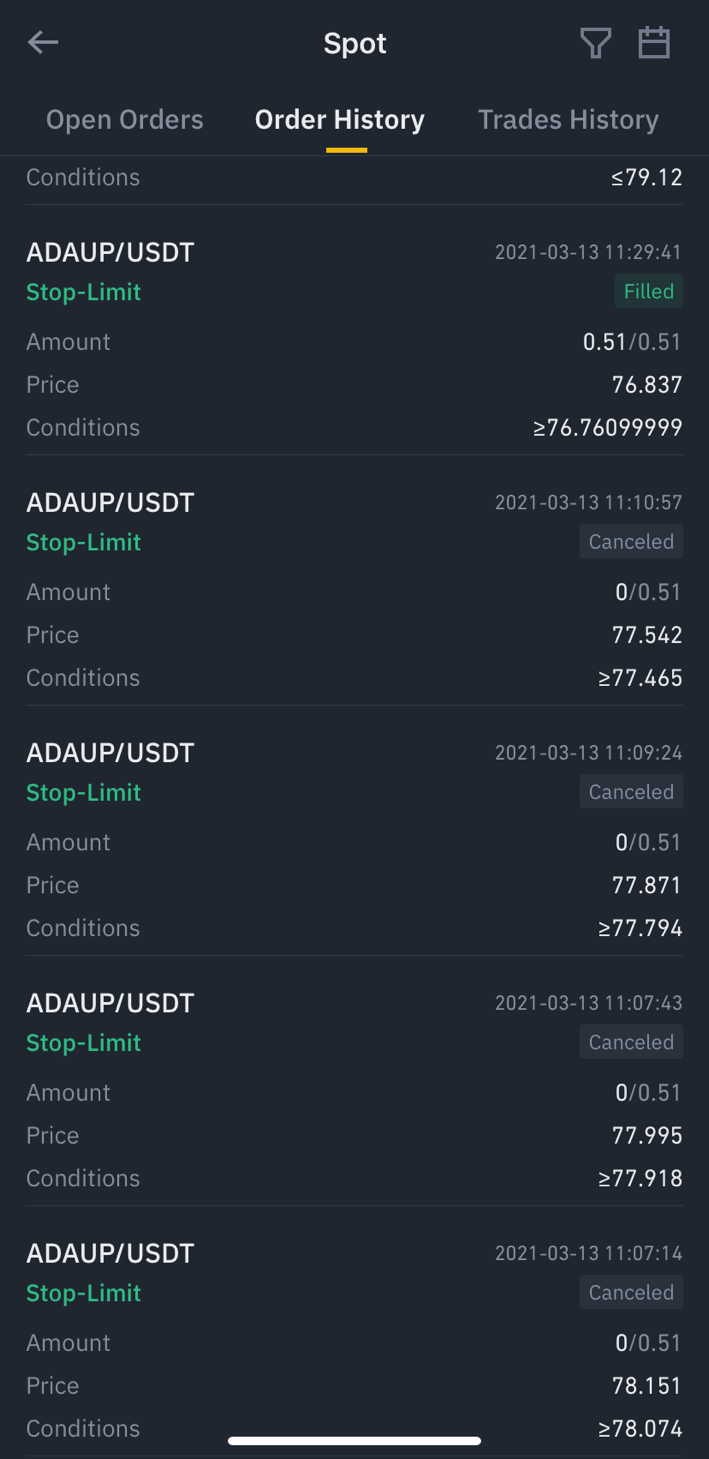 Spot
Open Orders Order History Trades History
Conditions ≤79.12
ADAUP/USDT 2021-03-13 11:29:41
Stop-Limit Filled
Amount 0.51/0.51
Price 76.837
Conditions ≥76.76099999
ADAUP/USDT 2021-03-13 11:10:57
Stop-Limit Canceled
Amount 0/0.51
Price 77.542
Conditions ≥77.465
ADAUP/USDT 2021-03-13 11:09:24
Stop-Limit Canceled
Amount 0/0.51
Price 77.871
Conditions ≥77.794
ADAUP/USDT 2021-03-13 11:07:43
Stop-Limit Canceled
Amount 0/0.51
Price 77.995
Conditions ≥77.918
ADAUP/USDT 2021-03-13 11:07:14
Stop-Limit Canceled
Amount 0/0.51
Price 78.151
Conditions ≥78.074